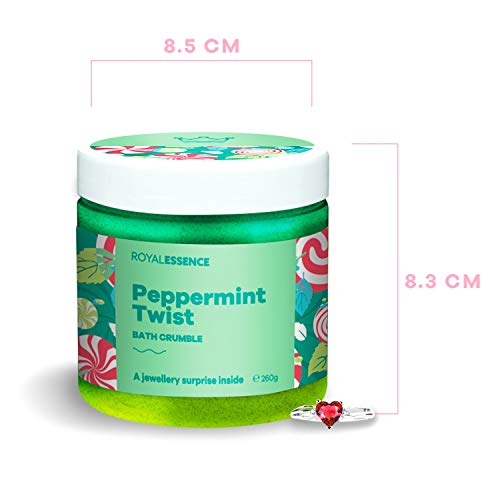 8.5 CM
8.3 CM
ROYALESSENCE
Peppermint
Twist
BATH CRUMBLE
A jewellery surprise inside ℮260g